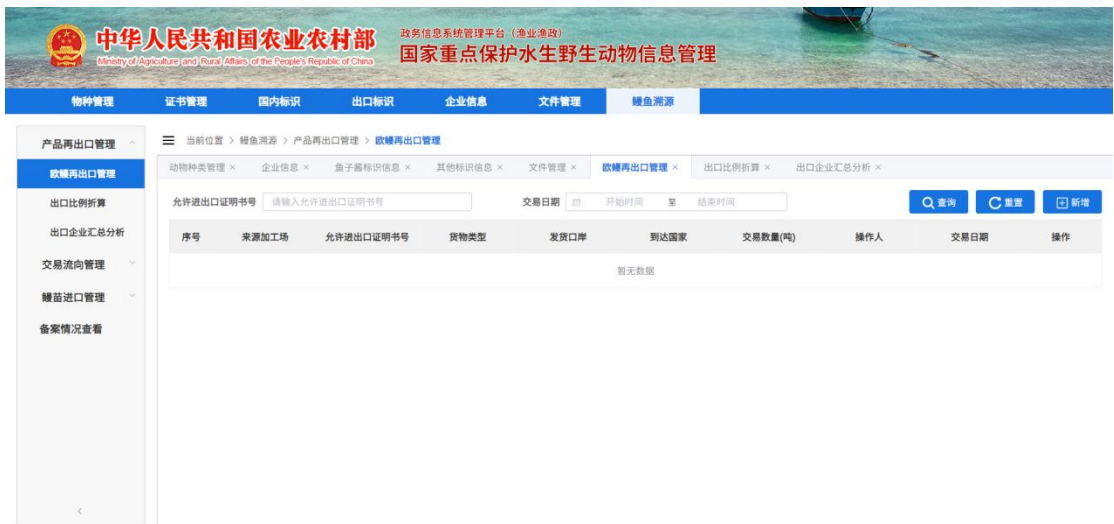 中华人民共和国农业农村部
Ministry of Agriculture and Rural Affairs of the People's Republic of China
政务信息系统管理平台（渔业渔政）
国家重点保护水生野生动物信息管理
物种管理 证书管理 国内标识 出口标识 企业信息 文件管理 鳗鱼溯源
产品再出口管理
欧鳗再出口管理
出口比例折算
出口企业汇总分析
交易流向管理
鳗苗进口管理
备案情况查看
当前位置 > 鳗鱼溯源 > 产品再出口管理 > 欧鳗再出口管理
动物种类管理 × 企业信息 × 鱼子酱标识信息 × 其他标识信息 × 文件管理 × 欧鳗再出口管理 × 出口比例折算 × 出口企业汇总分析 ×
允许进出口证明书号 请输入允许进出口证明书号 交易日期 开始时间 至 结束时间 查询 重置 新增
序号 来源加工场 允许进出口证明书号 货物类型 发货口岸 到达国家 交易数量(吨) 操作人 交易日期 操作
暂无数据